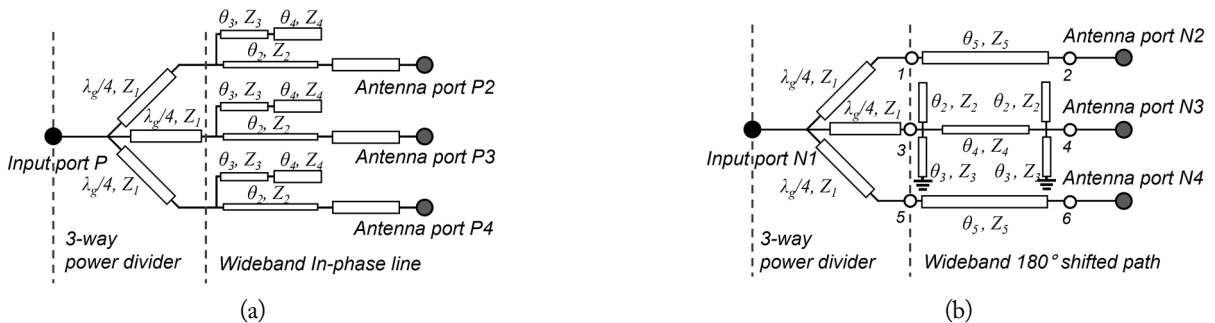 θ3, Z3
θ4, Z4
θ2, Z2
Antenna port P2
λg/4, Z1
θ3, Z3
θ4, Z4
λg/4, Z1
θ2, Z2
Input port P
Antenna port P3
λg/4, Z1
θ3, Z3
θ4, Z4
θ2, Z2
Antenna port P4
3-way
power divider
Wideband In-phase line
(a)
Antenna port N2
θ5, Z5
1
2
λg/4, Z1
θ2, Z2
θ2, Z2
Antenna port N3
λg/4, Z1
Input port N1
3
θ4, Z4
4
λg/4, Z1
θ3, Z3
θ3, Z3
Antenna port N4
5
6
θ5, Z5
3-way
power divider
Wideband 180° shifted path
(b)